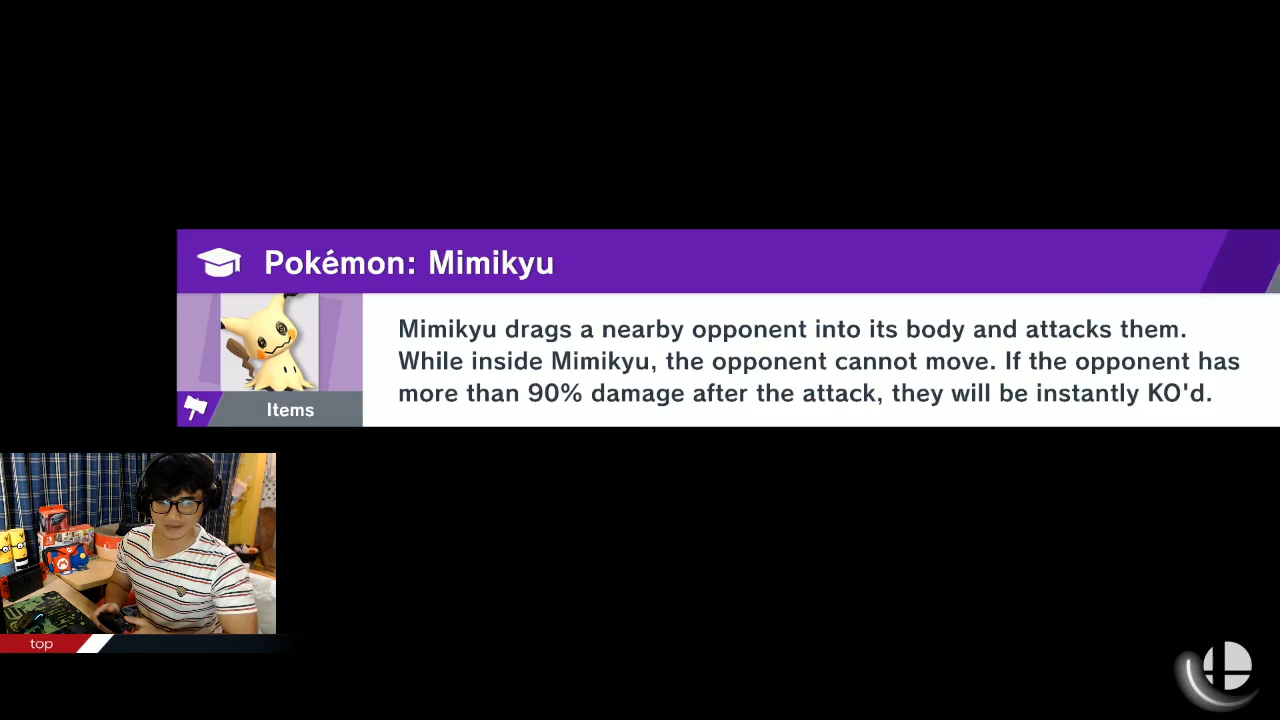 Pokémon: Mimikyu
Mimikyu drags a nearby opponent into its body and attacks them.
While inside Mimikyu, the opponent cannot move. If the opponent has
more than 90% damage after the attack, they will be instantly KO'd.
Items
top